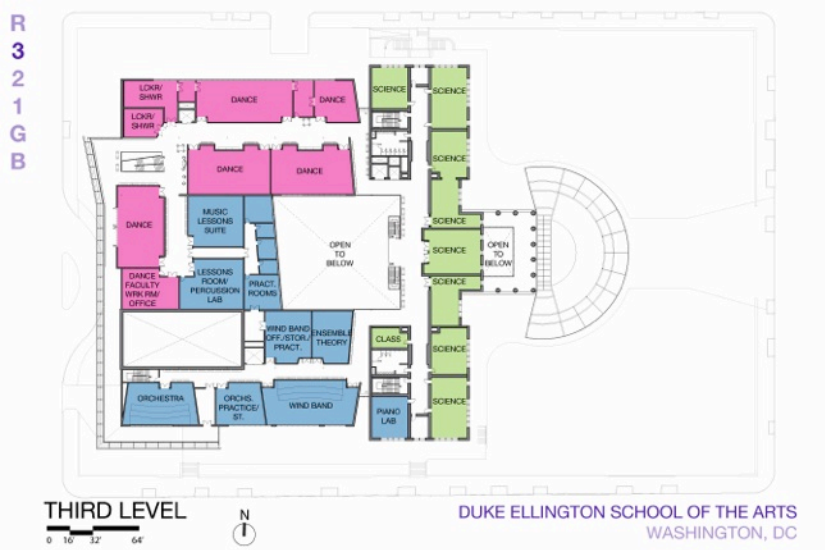 R
3
2
1
G
B
LCKR/
SHWR
DANCE
DANCE
LCKR/
SHWR
DANCE
DANCE
DANCE
MUSIC
LESSONS
SUITE
DANCE
FACULTY
WRK RM/
OFFICE
LESSONS
ROOM/
PERCUSSION
LAB
PRACT.
ROOMS
OPEN
TO
BELOW
WIND BAND
OFF./STOR./
PRACT.
ENSEMBLE
THEORY
ORCHESTRA
ORCHS.
PRACTICE/
ST.
WIND BAND
SCIENCE
SCIENCE
SCIENCE
SCIENCE
SCIENCE
SCIENCE
OPEN
TO
BELOW
CLASS
SCIENCE
PIANO
LAB
SCIENCE
THIRD LEVEL
0 16' 32' 64'
N
DUKE ELLINGTON SCHOOL OF THE ARTS
WASHINGTON, DC